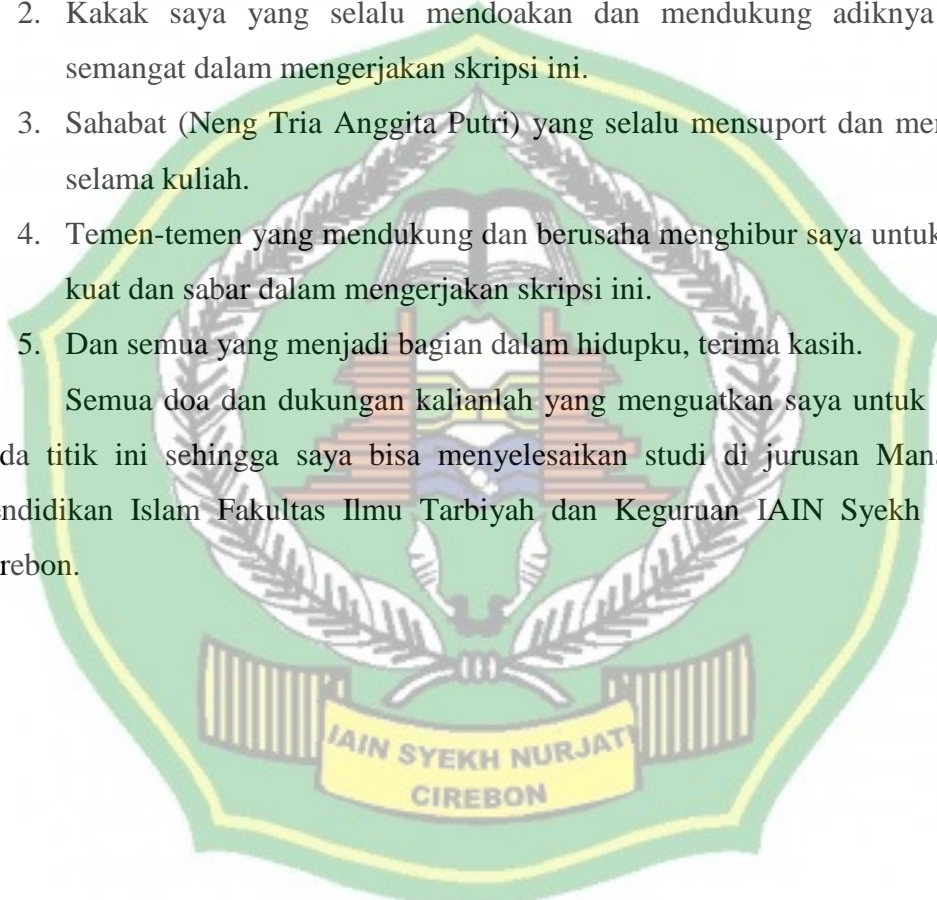 2. Kakak saya yang selalu mendoakan dan mendukung adiknya
semangat dalam mengerjakan skripsi ini.
3. Sahabat (Neng Tria Anggita Putri) yang selalu mensuport dan
selama kuliah.
4. Temen-temen yang mendukung dan berusaha menghibur saya untuk
kuat dan sabar dalam mengerjakan skripsi ini.
5. Dan semua yang menjadi bagian dalam hidupku, terima kasih.
Semua doa dan dukungan kalianlah yang menguatkan saya untuk
titik ini sehingga saya bisa menyelesaikan studi di jurusan
Islam Fakultas Ilmu Tarbiyah dan Keguruan IAIN Syekh
IAIN SYEKH NURJATI
CIREBON